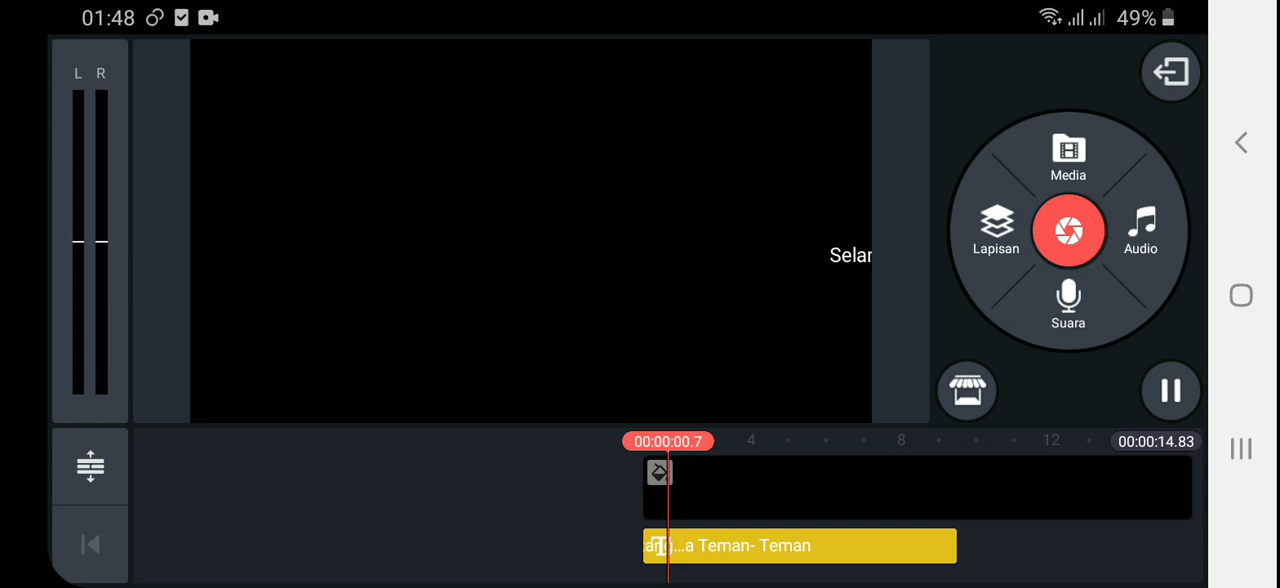 01:48
49%
L R
Media
Selar
Lapisan
Audio
Suara
00:00:00.7
4
8
12
00:00:14.83
ang...a Teman- Teman